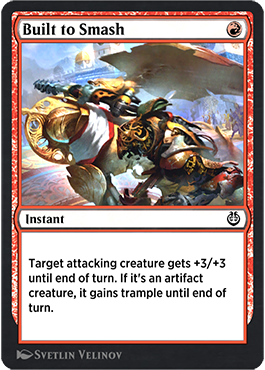 Built to Smash
Instant
Target attacking creature gets +3/+3
until end of turn. If it's an artifact
creature, it gains trample until end of
turn.
SVETLIN VELINOV